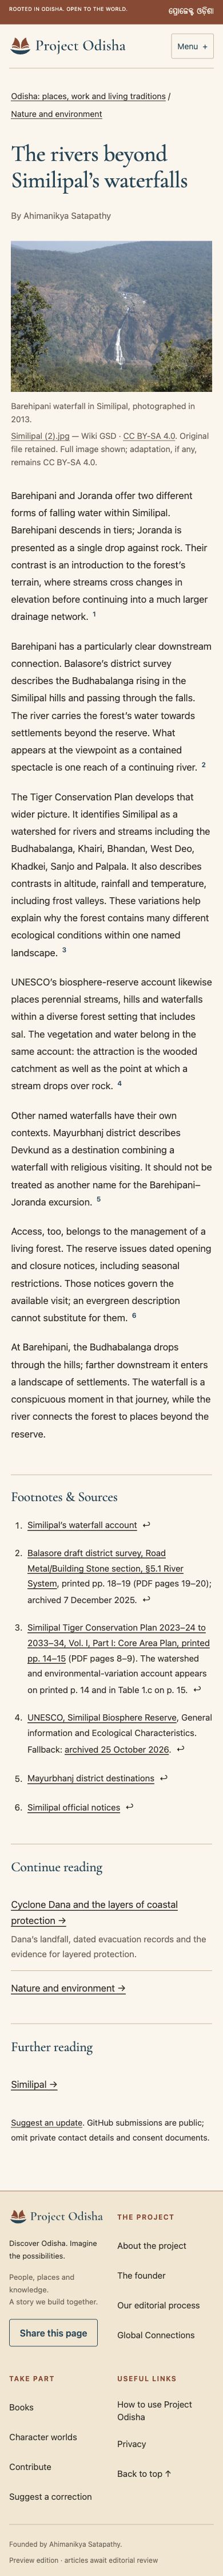 ROOTED IN ODISHA. OPEN TO THE WORLD.
ପ୍ରୋଜେକ୍ଟ ଓଡ଼ିଶା
Project Odisha
Menu +
Odisha: places, work and living traditions /
Nature and environment
The rivers beyond
Similipal’s waterfalls
By Ahimanikya Satapathy
Barehipani waterfall in Similipal, photographed in
2013.
Similipal (2).jpg — Wiki GSD · CC BY-SA 4.0. Original
file retained. Full image shown; adaptation, if any,
remains CC BY-SA 4.0.
Barehipani and Joranda offer two different
forms of falling water within Similipal.
Barehipani descends in tiers; Joranda is
presented as a single drop against rock. Their
contrast is an introduction to the forest’s
terrain, where streams cross changes in
elevation before continuing into a much larger
drainage network. 1
Barehipani has a particularly clear downstream
connection. Balasore’s district survey
describes the Budhabalanga rising in the
Similipal hills and passing through the falls.
The river carries the forest’s water towards
settlements beyond the reserve. What
appears at the viewpoint as a contained
spectacle is one reach of a continuing river. 2
The Tiger Conservation Plan develops that
wider picture. It identifies Similipal as a
watershed for rivers and streams including the
Budhabalanga, Khairi, Bhandan, West Deo,
Khadkei, Sanjo and Palpala. It also describes
contrasts in altitude, rainfall and temperature,
including frost valleys. These variations help
explain why the forest contains many different
ecological conditions within one named
landscape. 3
UNESCO’s biosphere-reserve account likewise
places perennial streams, hills and waterfalls
within a diverse forest setting that includes
sal. The vegetation and water belong in the
same account: the attraction is the wooded
catchment as well as the point at which a
stream drops over rock. 4
Other named waterfalls have their own
contexts. Mayurbhanj district describes
Devkund as a destination combining a
waterfall with religious visiting. It should not be
treated as another name for the Barehipani–
Joranda excursion. 5
Access, too, belongs to the management of a
living forest. The reserve issues dated opening
and closure notices, including seasonal
restrictions. Those notices govern the
available visit; an evergreen description
cannot substitute for them. 6
At Barehipani, the Budhabalanga drops
through the hills; farther downstream it enters
a landscape of settlements. The waterfall is a
conspicuous moment in that journey, while the
river connects the forest to places beyond the
reserve.
Footnotes & Sources
1. Similipal’s waterfall account ↩
2. Balasore draft district survey, Road
Metal/Building Stone section, §5.1 River
System, printed pp. 18–19 (PDF pages 19–20);
archived 7 December 2025. ↩
3. Similipal Tiger Conservation Plan 2023–24 to
2033–34, Vol. I, Part I: Core Area Plan, printed
pp. 14–15 (PDF pages 8–9). The watershed
and environmental-variation account appears
on printed p. 14 and in Table 1.c on p. 15. ↩
4. UNESCO, Similipal Biosphere Reserve, General
information and Ecological Characteristics.
Fallback: archived 25 October 2026. ↩
5. Mayurbhanj district destinations ↩
6. Similipal official notices ↩
Continue reading
Cyclone Dana and the layers of coastal
protection →
Dana’s landfall, dated evacuation records and the
evidence for layered protection.
Nature and environment →
Further reading
Similipal →
Suggest an update. GitHub submissions are public;
omit private contact details and consent documents.
Project Odisha
Discover Odisha. Imagine
the possibilities.
People, places and
knowledge.
A story we build together.
Share this page
THE PROJECT
About the project
The founder
Our editorial process
Global Connections
TAKE PART
Books
Character worlds
Contribute
Suggest a correction
USEFUL LINKS
How to use Project
Odisha
Privacy
Back to top ↑
Founded by Ahimanikya Satapathy.
Preview edition · articles await editorial review